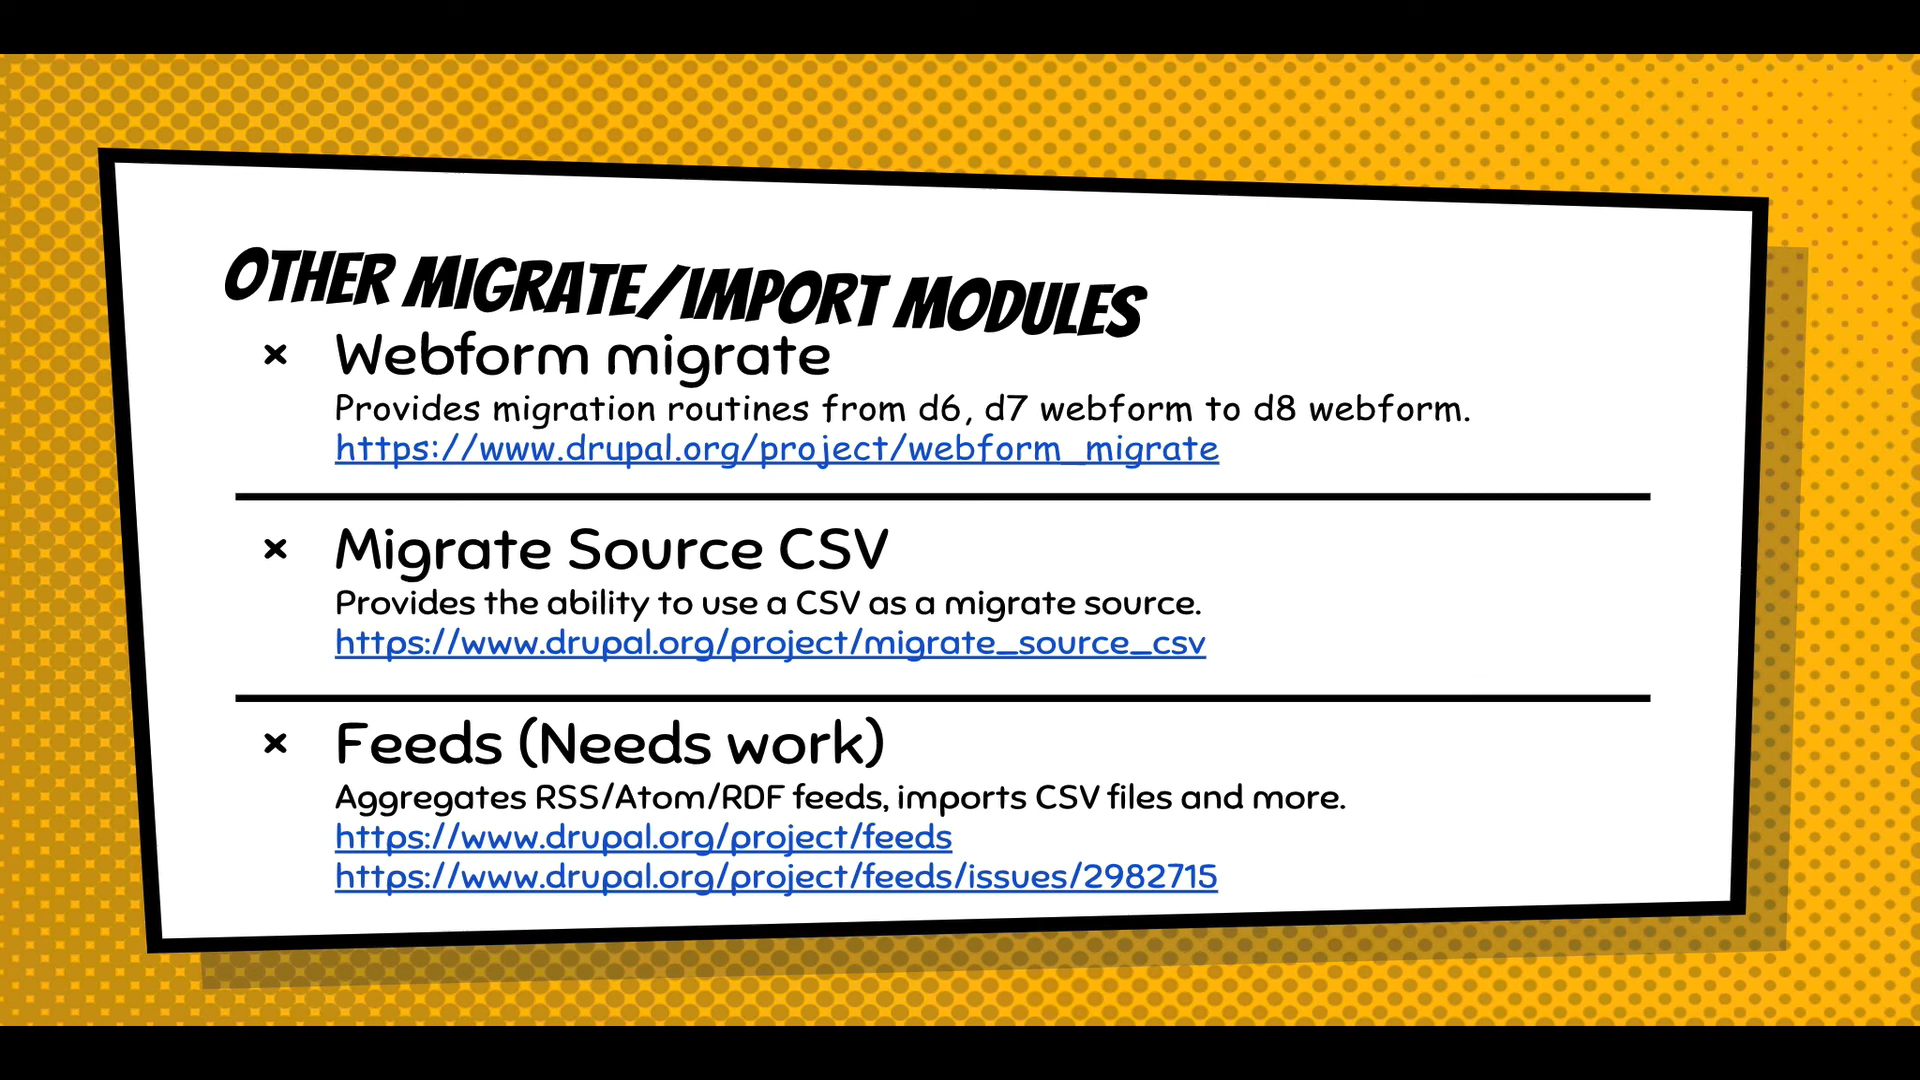 OTHER MIGRATE/IMPORT MODULES
× Webform migrate
Provides migration routines from d6, d7 webform to d8 webform.
https://www.drupal.org/project/webform_migrate
× Migrate Source CSV
Provides the ability to use a CSV as a migrate source.
https://www.drupal.org/project/migrate_source_csv
× Feeds (Needs work)
Aggregates RSS/Atom/RDF feeds, imports CSV files and more.
https://www.drupal.org/project/feeds
https://www.drupal.org/project/feeds/issues/2982715